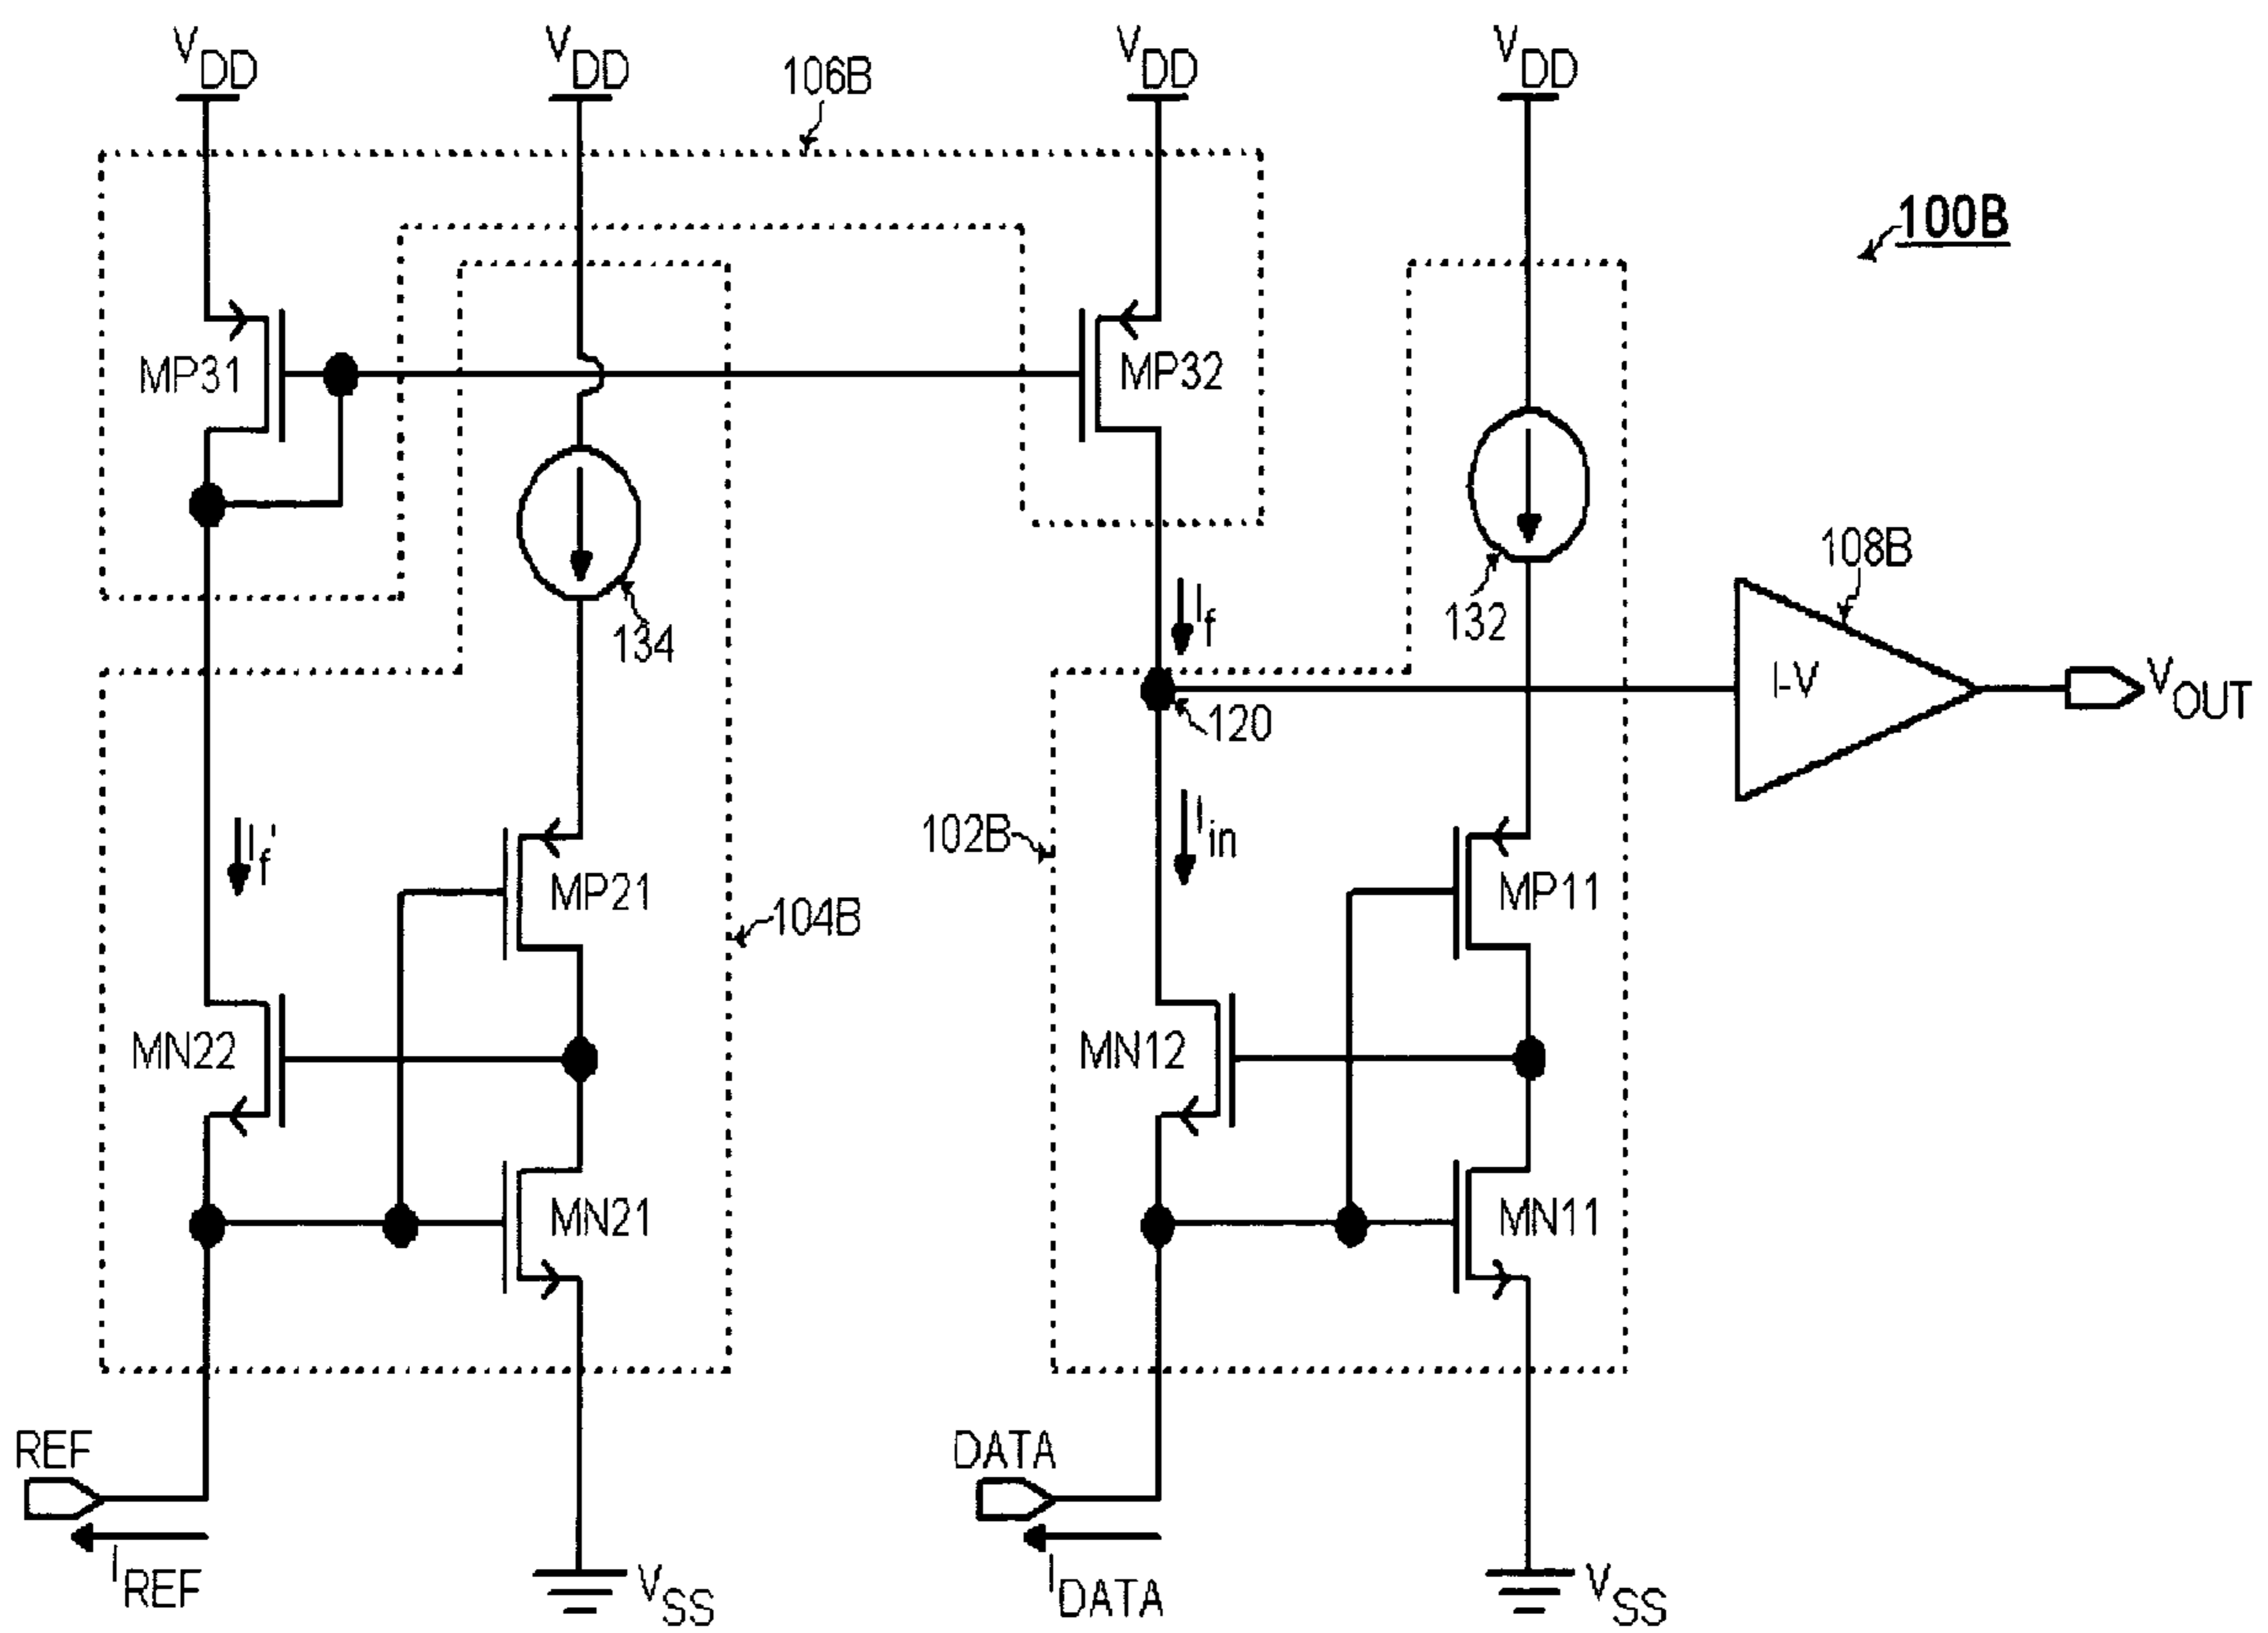 VDD
VDD
VDD
VDD
106B
100B
MP31
MP32
134
If
132
108B
I-V
VOUT
120
If'
Iin
102B
MP21
MP11
104B
MN22
MN12
MN21
MN11
REF
DATA
IREF
VSS
IDATA
VSS